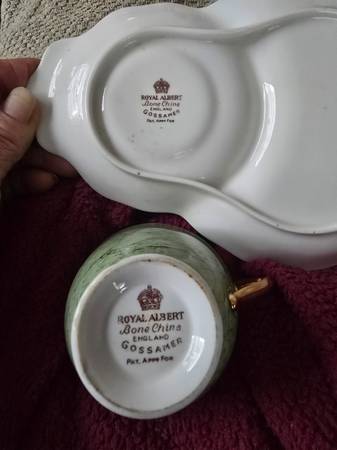 ROYAL ALBERT
Bone China
ENGLAND
GOSSAMER
PAT. APPD FOR
ROYAL ALBERT
Bone China
ENGLAND
GOSSAMER
PAT. APPD FOR